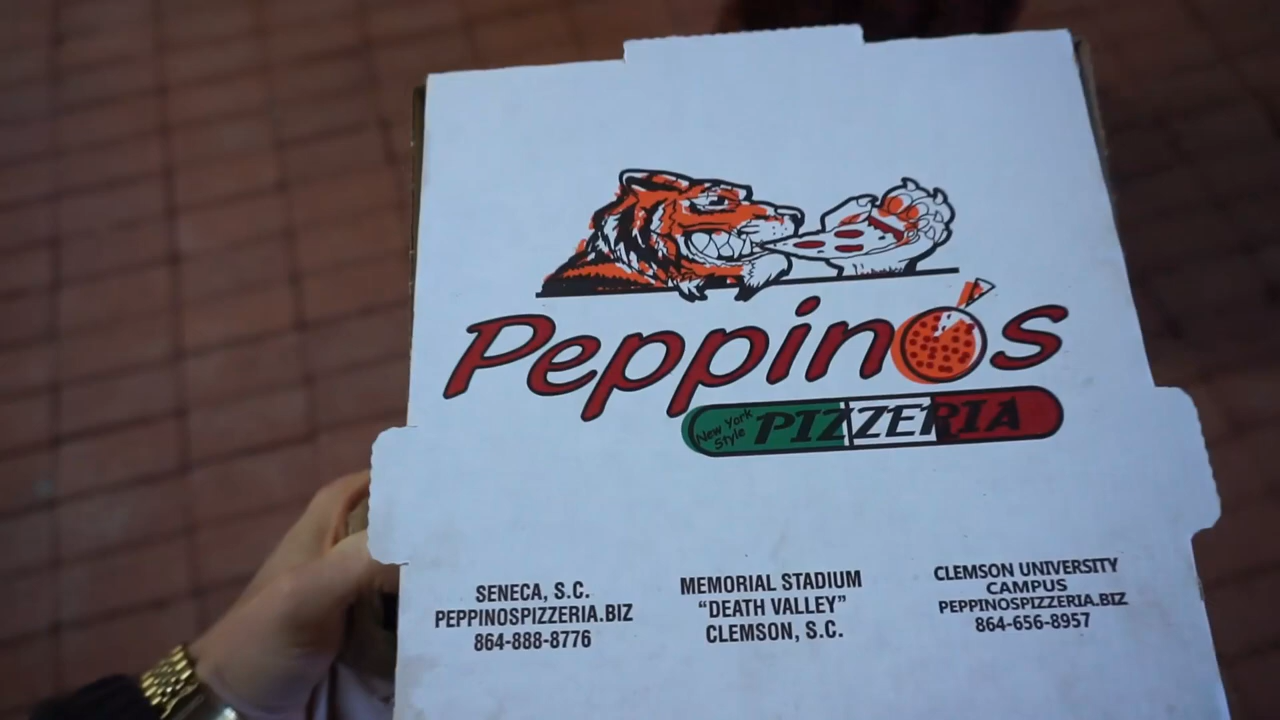 Peppino's
New York
Style
PIZZERIA
SENECA, S.C.
PEPPINOSPIZZERIA.BIZ
864-888-8776
MEMORIAL STADIUM
“DEATH VALLEY”
CLEMSON, S.C.
CLEMSON UNIVERSITY
CAMPUS
PEPPINOSPIZZERIA.BIZ
864-656-8957